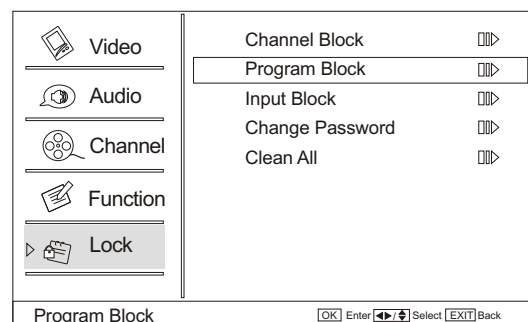 Video
Audio
Channel
Function
Lock
Channel Block
Program Block
Input Block
Change Password
Clean All
Program Block
OK Enter ◀▶/▲▼ Select EXIT Back